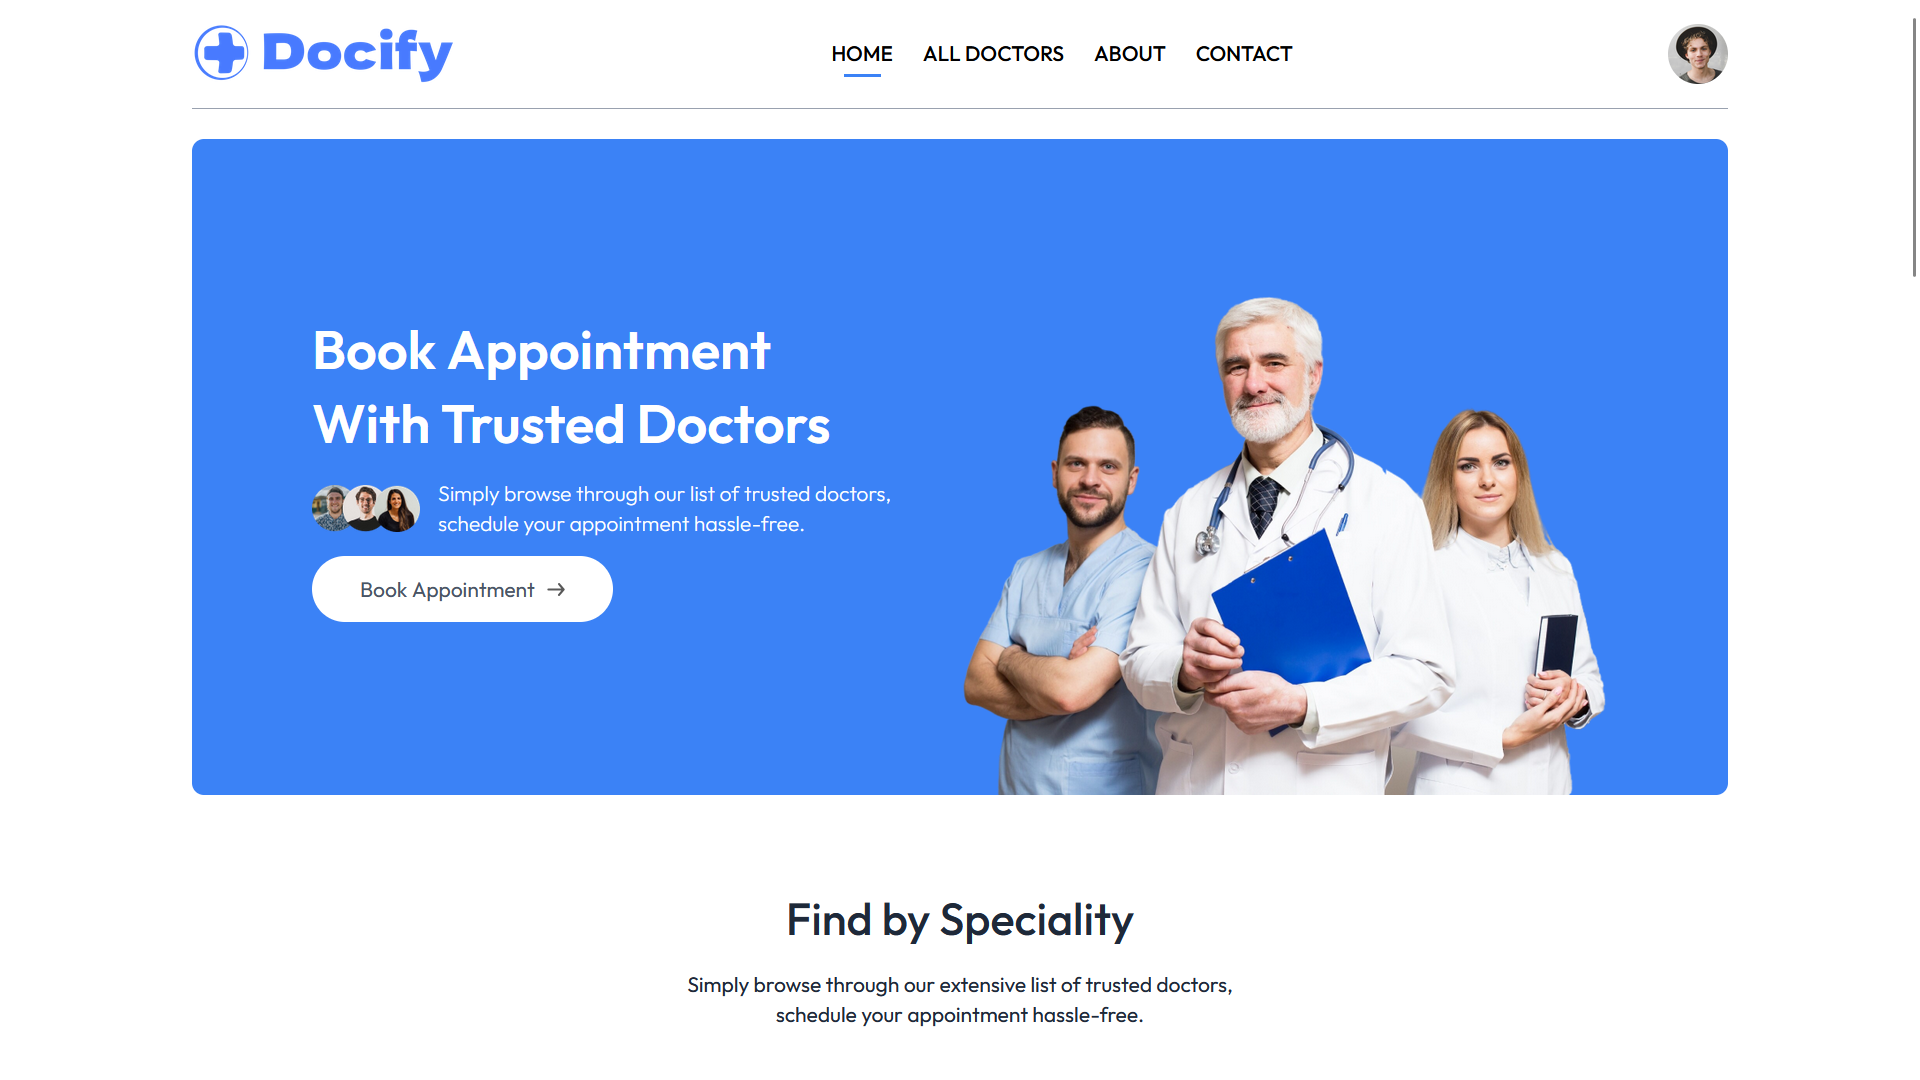 Docify
HOME
ALL DOCTORS
ABOUT
CONTACT
Book Appointment
With Trusted Doctors
Simply browse through our list of trusted doctors,
schedule your appointment hassle-free.
Book Appointment →
Find by Speciality
Simply browse through our extensive list of trusted doctors,
schedule your appointment hassle-free.